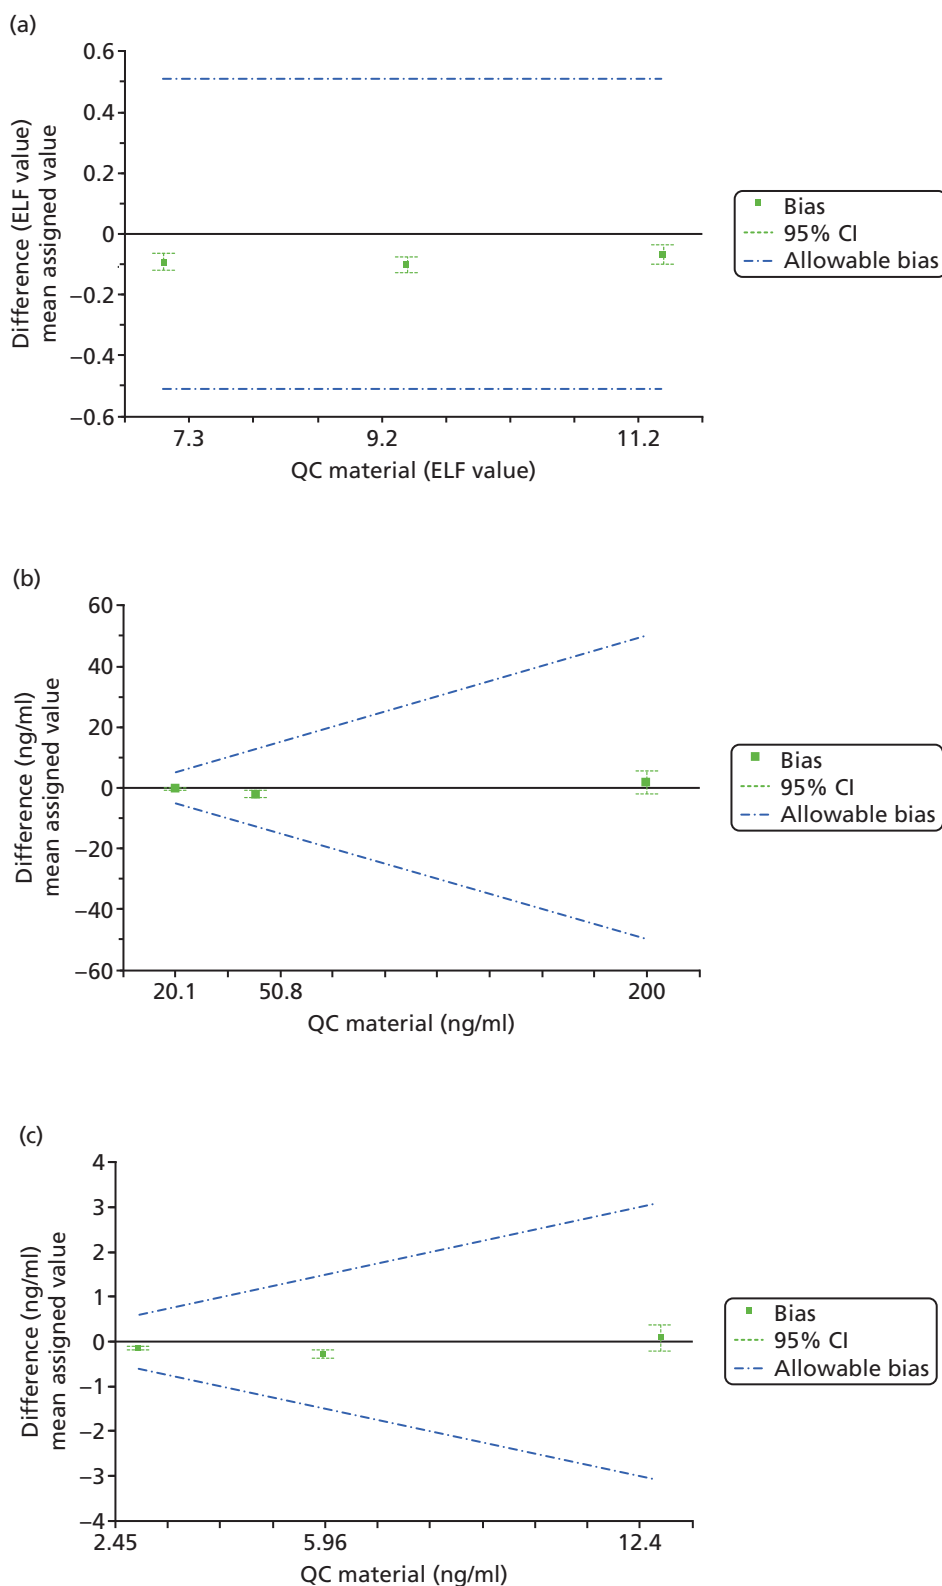 (a)
Difference (ELF value)
mean assigned value
0.6
0.4
0.2
0
−0.2
−0.4
−0.6
7.3
9.2
11.2
QC material (ELF value)
Bias
95% CI
Allowable bias
(b)
Difference (ng/ml)
mean assigned value
60
40
20
0
−20
−40
−60
20.1
50.8
200
QC material (ng/ml)
Bias
95% CI
Allowable bias
(c)
Difference (ng/ml)
mean assigned value
4
3
2
1
0
−1
−2
−3
−4
2.45
5.96
12.4
QC material (ng/ml)
Bias
95% CI
Allowable bias